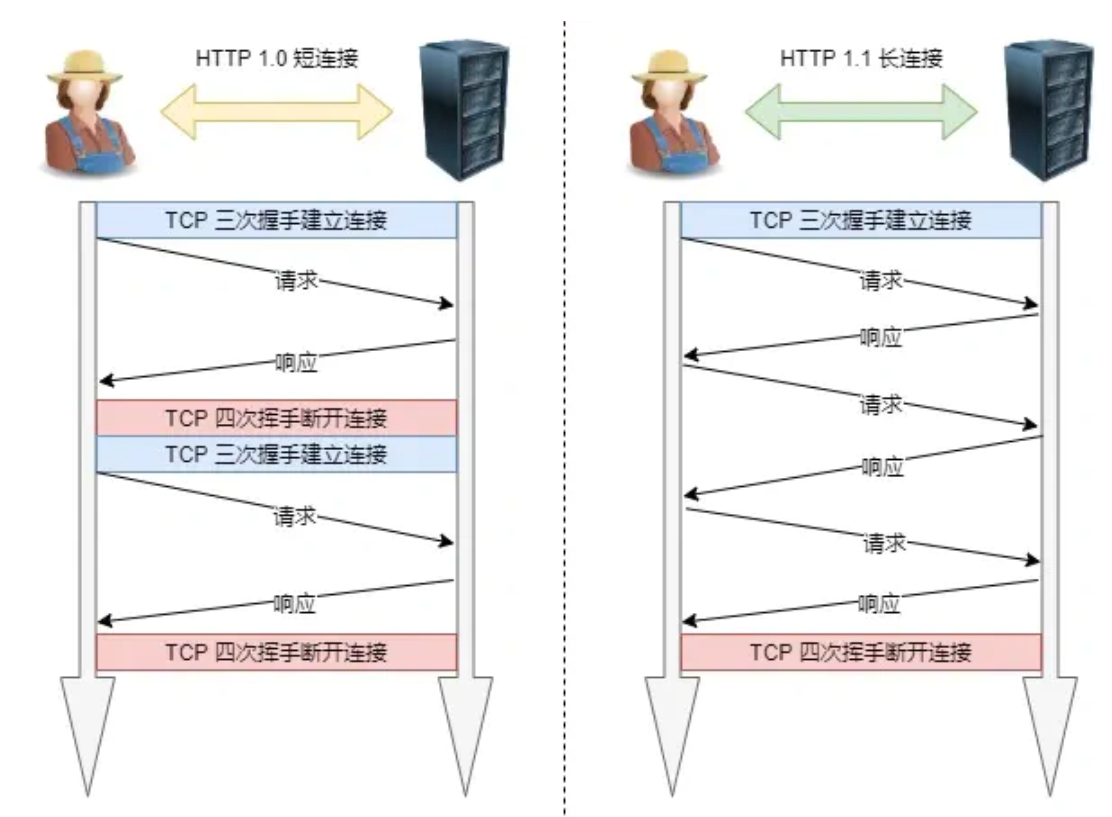 HTTP 1.0 短连接
TCP 三次握手建立连接
请求
响应
TCP 四次挥手断开连接
TCP 三次握手建立连接
请求
响应
TCP 四次挥手断开连接
HTTP 1.1 长连接
TCP 三次握手建立连接
请求
响应
请求
响应
请求
响应
TCP 四次挥手断开连接